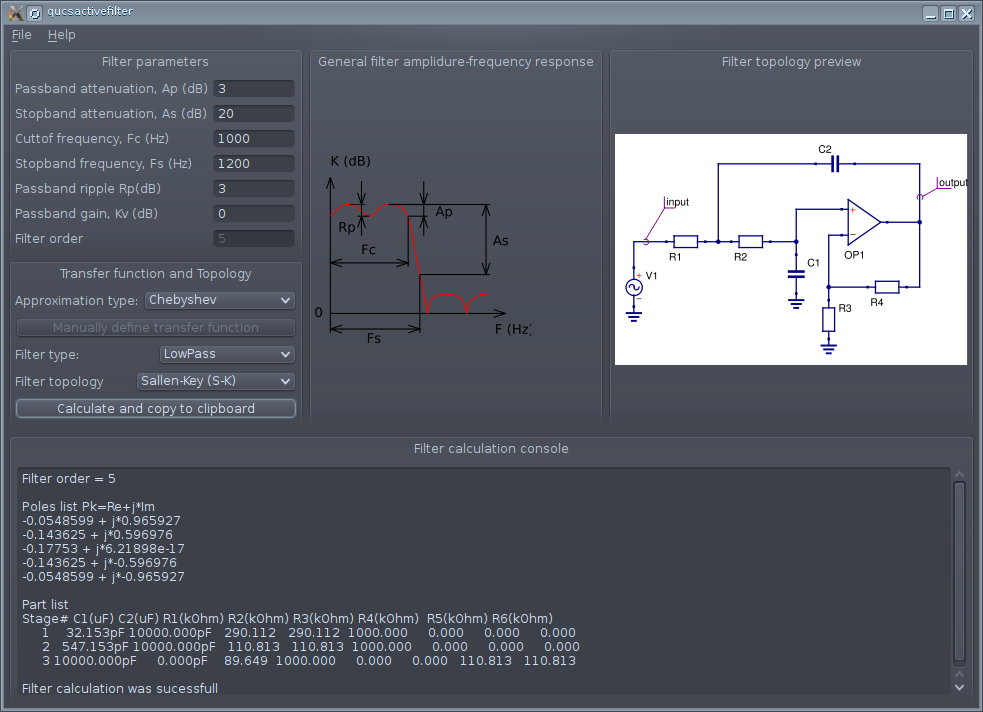 qucsactivefilter
File Help
Filter parameters
Passband attenuation, Ap (dB) 3
Stopband attenuation, As (dB) 20
Cuttof frequency, Fc (Hz) 1000
Stopband frequency, Fs (Hz) 1200
Passband ripple Rp(dB) 3
Passband gain, Kv (dB) 0
Filter order 5
Transfer function and Topology
Approximation type: Chebyshev
Manually define transfer function
Filter type: LowPass
Filter topology Sallen-Key (S-K)
Calculate and copy to clipboard
General filter amplidure-frequency response
K (dB)
Ap
Rp
As
Fc
0
F (Hz)
Fs
Filter topology preview
C2
output
input
+
−
R1
R2
OP1
C1
+
V1
−
R4
R3
Filter calculation console
Filter order = 5
Poles list Pk=Re+j*Im
-0.0548599 + j*0.965927
-0.143625 + j*0.596976
-0.17753 + j*6.21898e-17
-0.143625 + j*-0.596976
-0.0548599 + j*-0.965927
Part list
Stage# C1(uF) C2(uF) R1(kOhm) R2(kOhm) R3(kOhm) R4(kOhm) R5(kOhm) R6(kOhm)
1 32.153pF 10000.000pF 290.112 290.112 1000.000 0.000 0.000 0.000
2 547.153pF 10000.000pF 110.813 110.813 1000.000 0.000 0.000 0.000
3 10000.000pF 0.000pF 89.649 1000.000 0.000 0.000 110.813 110.813
Filter calculation was sucessfull